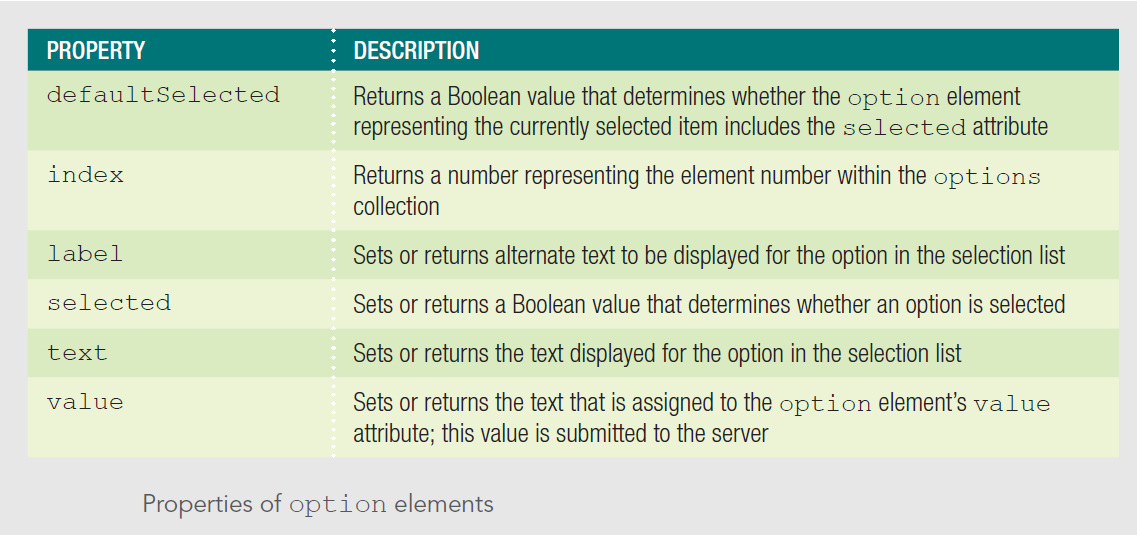 PROPERTY DESCRIPTION
defaultSelected Returns a Boolean value that determines whether the option element
representing the currently selected item includes the selected attribute
index Returns a number representing the element number within the options
collection
label Sets or returns alternate text to be displayed for the option in the selection list
selected Sets or returns a Boolean value that determines whether an option is selected
text Sets or returns the text displayed for the option in the selection list
value Sets or returns the text that is assigned to the option element's value
attribute; this value is submitted to the server
Properties of option elements